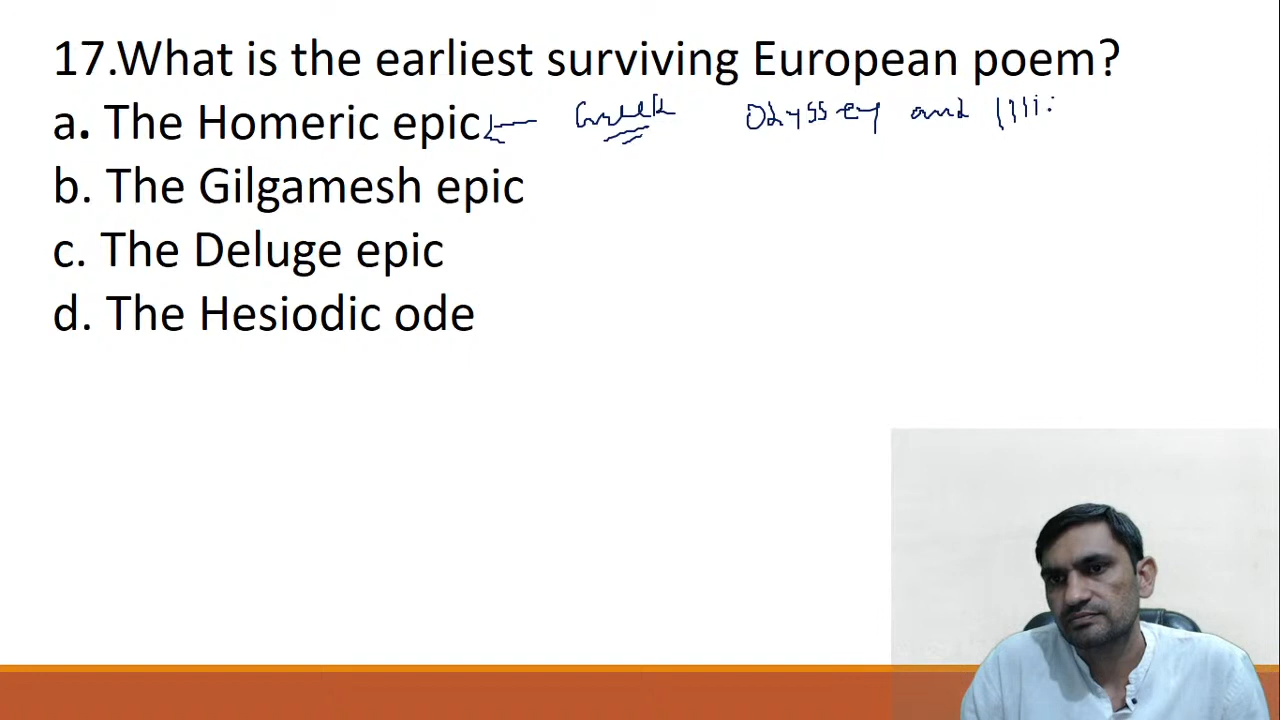 17.What is the earliest surviving European poem?
a. The Homeric epic Greek Odyssey and
b. The Gilgamesh epic
c. The Deluge epic
d. The Hesiodic ode